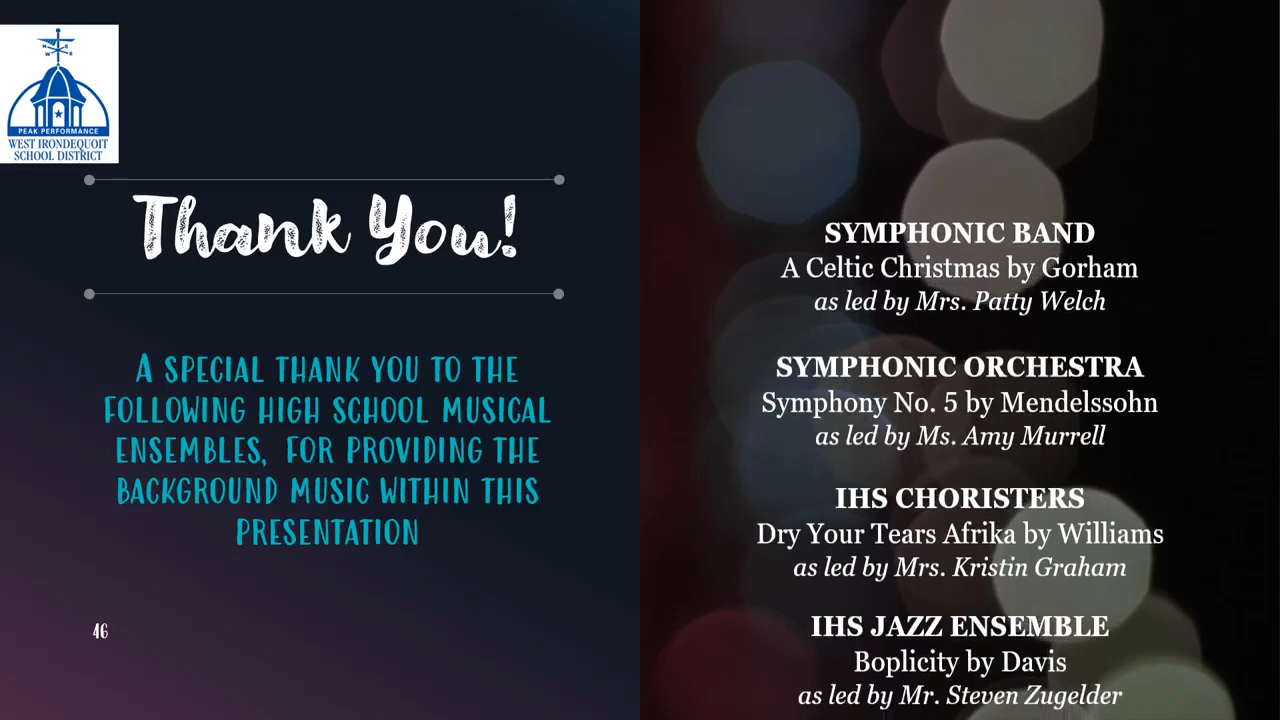 N
W E
S
PEAK PERFORMANCE
WEST IRONDEQUOIT
SCHOOL DISTRICT
Thank You!
A SPECIAL THANK YOU TO THE
FOLLOWING HIGH SCHOOL MUSICAL
ENSEMBLES, FOR PROVIDING THE
BACKGROUND MUSIC WITHIN THIS
PRESENTATION
46
SYMPHONIC BAND
A Celtic Christmas by Gorham
as led by Mrs. Patty Welch
SYMPHONIC ORCHESTRA
Symphony No. 5 by Mendelssohn
as led by Ms. Amy Murrell
IHS CHORISTERS
Dry Your Tears Afrika by Williams
as led by Mrs. Kristin Graham
IHS JAZZ ENSEMBLE
Boplicity by Davis
as led by Mr. Steven Zugelder